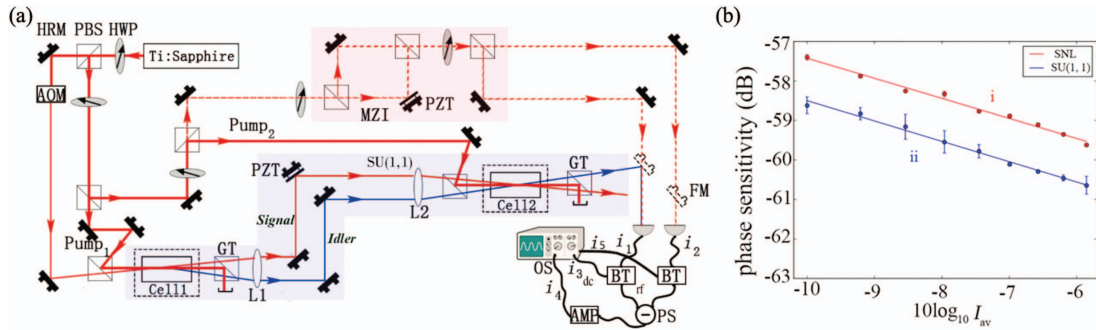 (a)
HRM PBS HWP
Ti:Sapphire
AOM
MZI
PZT
Pump2
PZT
SU(1,1)
GT
Signal
Idler
L2
Cell2
FM
Pump1
GT
Cell1
L1
OS
i5
i1
i2
i3
dc
BT
BT
rf
i4
AMP
PS
(b)
phase sensitivity (dB)
-57
-58
-59
-60
-61
-62
-63
SNL
SU(1,1)
i
ii
-10 -9 -8 -7 -6
10log10 Iav